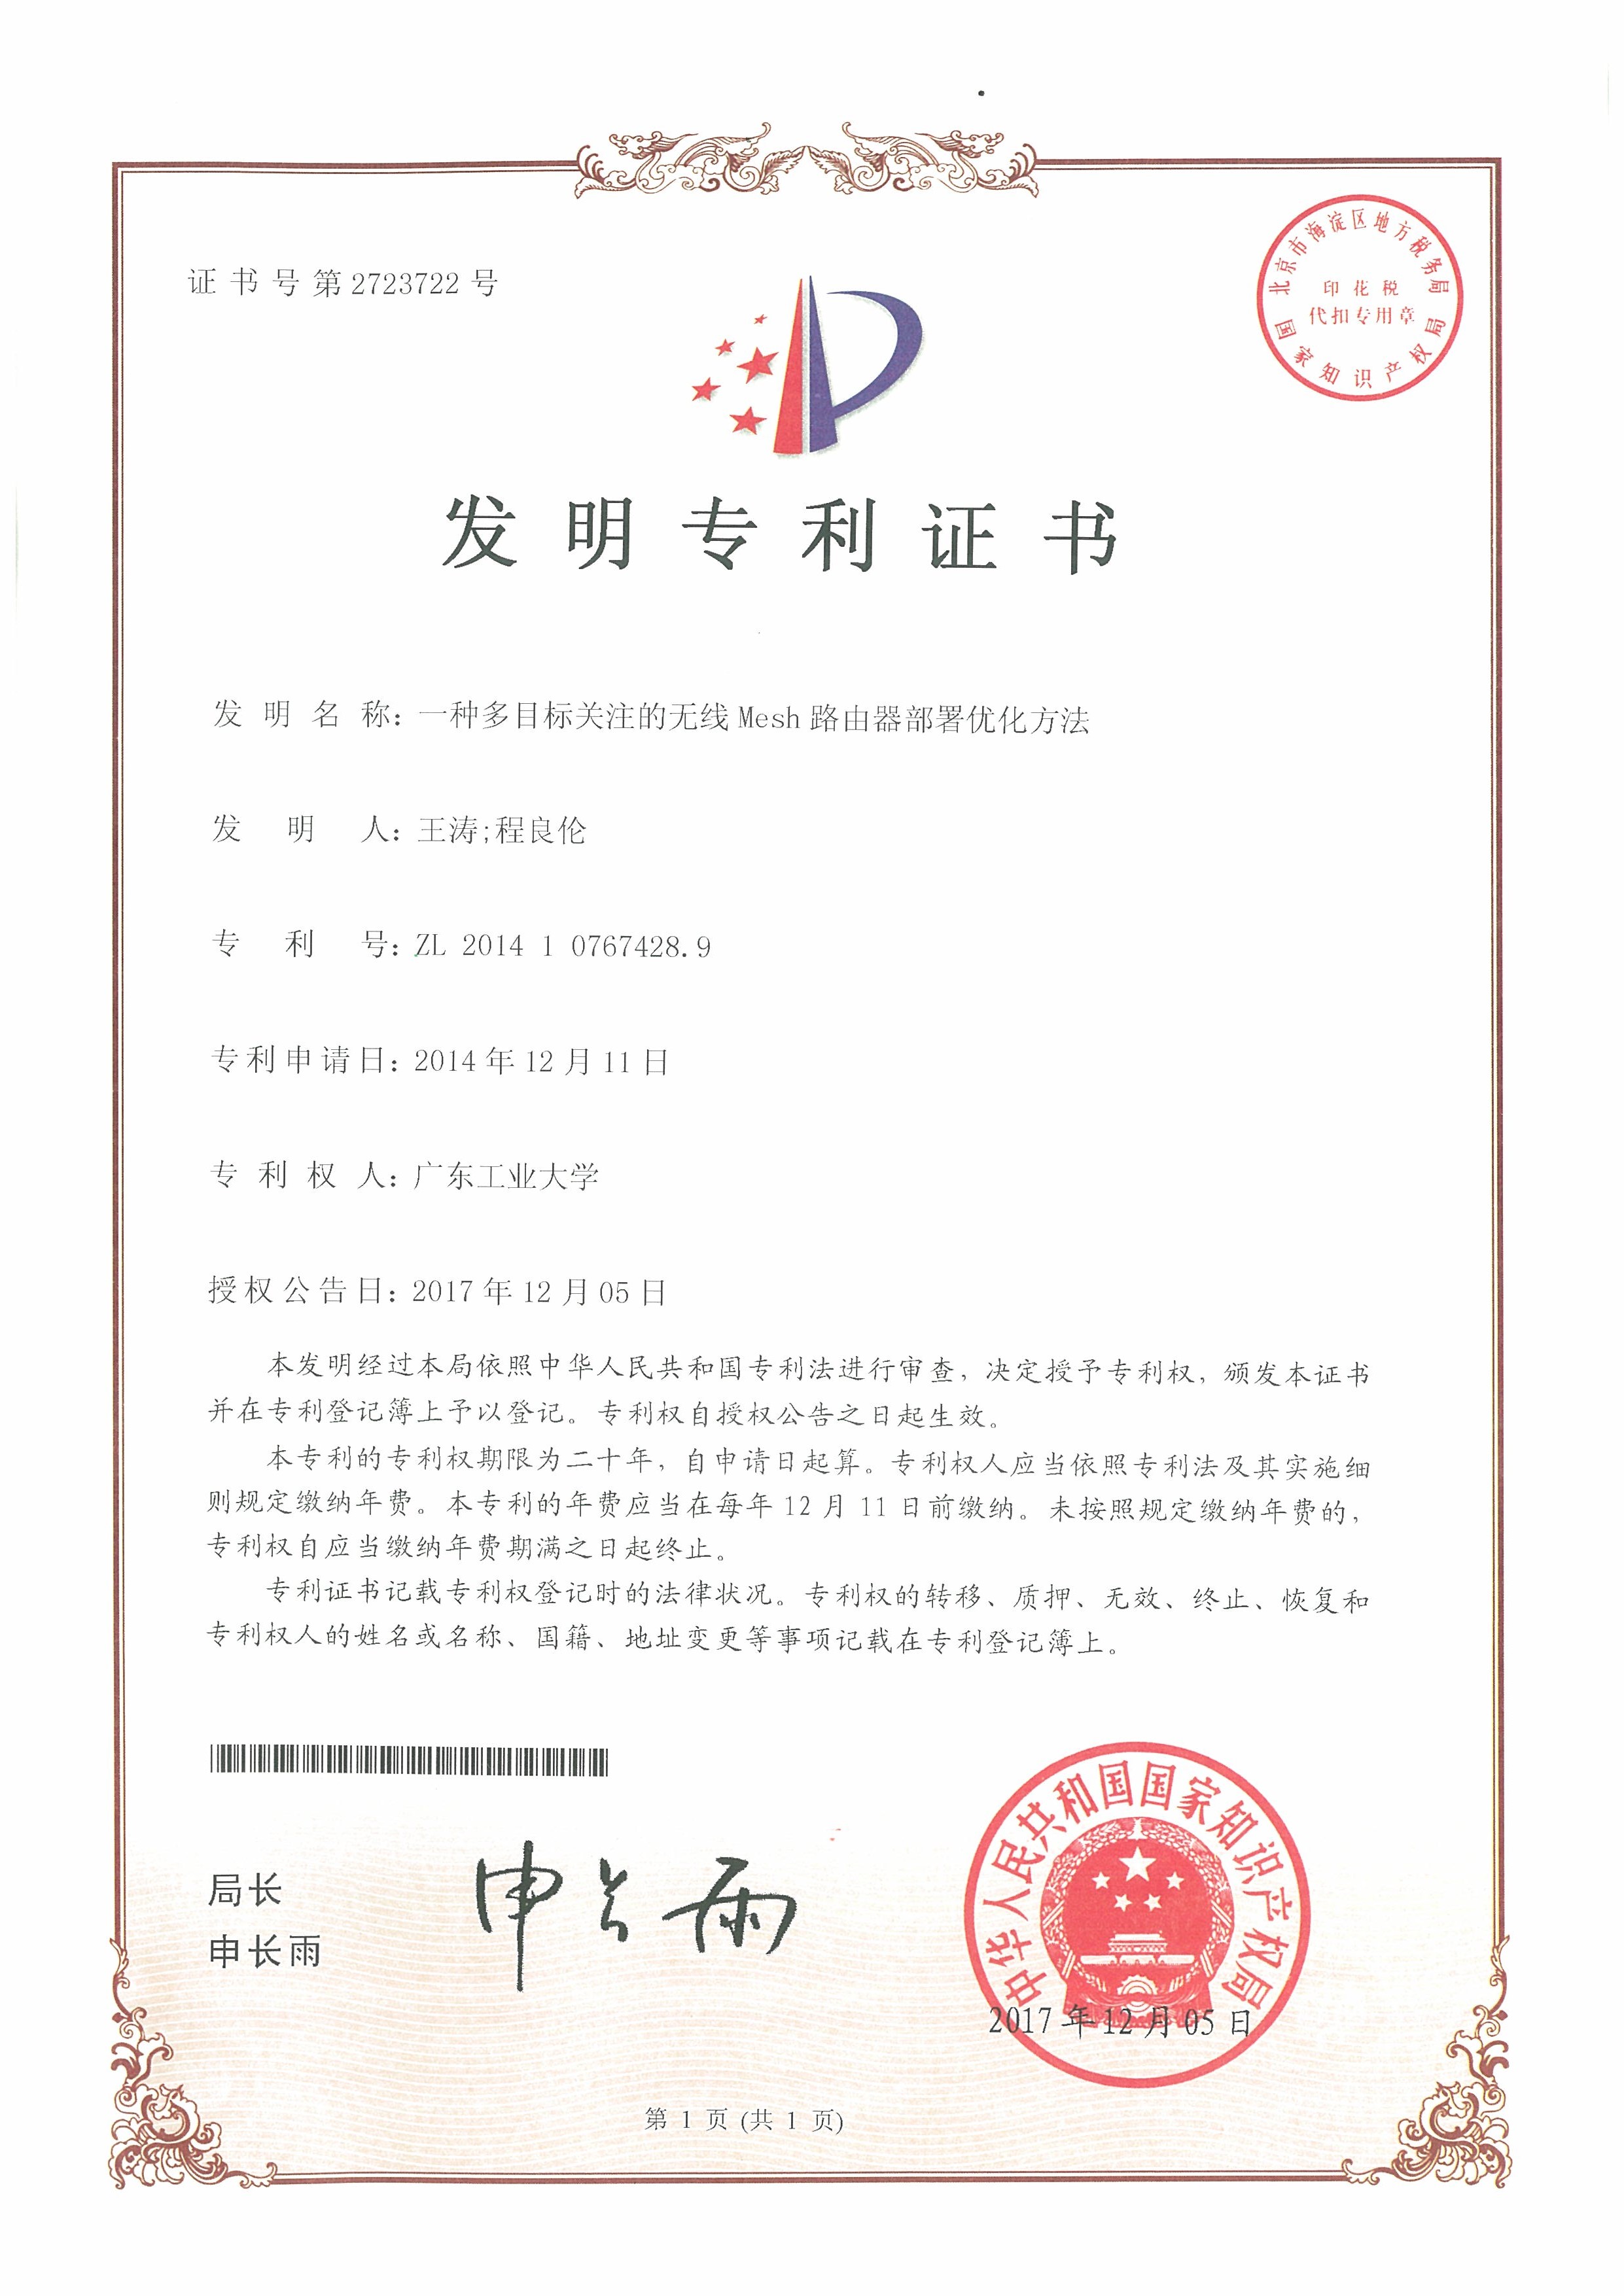 证书号第2723722号
北京市海淀区地方税务局
印花税
代扣专用章
国家知识产权局
发明专利证书
发明名称：一种多目标关注的无线Mesh路由器部署优化方法
发明人：王涛;程良伦
专利号：ZL 2014 1 0767428.9
专利申请日：2014年12月11日
专利权人：广东工业大学
授权公告日：2017年12月05日
本发明经过本局依照中华人民共和国专利法进行审查，决定授予专利权，颁发本证书
并在专利登记簿上予以登记。专利权自授权公告之日起生效。
本专利的专利权期限为二十年，自申请日起算。专利权人应当依照专利法及其实施细
则规定缴纳年费。本专利的年费应当在每年12月11日前缴纳。未按照规定缴纳年费的，
专利权自应当缴纳年费期满之日起终止。
专利证书记载专利权登记时的法律状况。专利权的转移、质押、无效、终止、恢复和
专利权人的姓名或名称、国籍、地址变更等事项记载在专利登记簿上。
局长
申长雨
申长雨
中华人民共和国国家知识产权局
2017年12月05日
第 1 页 (共 1 页)